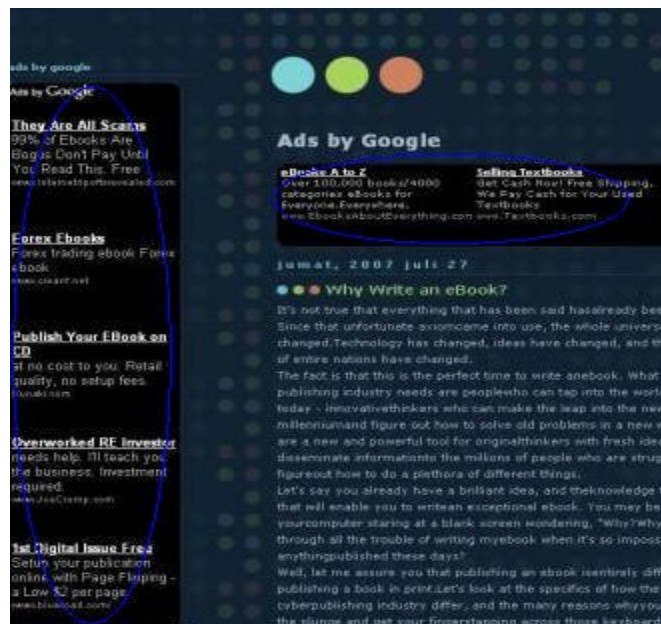 ads by google
Ads by Google
They Are All Scams
99% of Ebooks Are
Bogus Don't Pay Until
You Read This. Free
Forex Ebooks
Forex trading ebook Forex
ebook
Publish Your EBook on
CD
at no cost to you. Retail
quality, no setup fees.
Overworked RE Investor
needs help. I'll teach you
the business. Investment
required.
1st Digital Issue Free
Setup your publication
online with Page Flipping -
a Low $2 per page
Ads by Google
eBooks A to Z
Over 100,000 books/4000
categories eBooks for
Everyone.Everywhere.
www.EbooksAboutEverything.com
Selling Textbooks
Get Cash Now! Free Shipping.
We Pay Cash for Your Used
Textbooks
www.Textbooks.com
jumat, 2007 juli 27
Why Write an eBook?
It's not true that everything that has been said hasalready
Since that unfortunate axiomcame into use, the whole
changed.Technology has changed, ideas have changed, and
of entire nations have changed.
The fact is that this is the perfect time to write anebook. What
publishing industry needs are peoplewho can tap into the
today - innovativethinkers who can make the leap into the new
millenniumand figure out how to solve old problems in a new
are a new and powerful tool for originalthinkers with fresh
disseminate informationto the millions of people who are
figureout how to do a plethora of different things.
Let's say you already have a brilliant idea, and theknowledge
that will enable you to writean exceptional ebook. You may be
yourcomputer staring at a blank screen wondering, "Why?Why
through all the trouble of writing myebook when it's so
anythingpublished these days?
Well, let me assure you that publishing an ebook isentirely
publishing a book in print.Let's look at the specifics of how the
cyberpublishing industry differ, and the many reasons whyyou
the plunge and get your fingerstapping across those